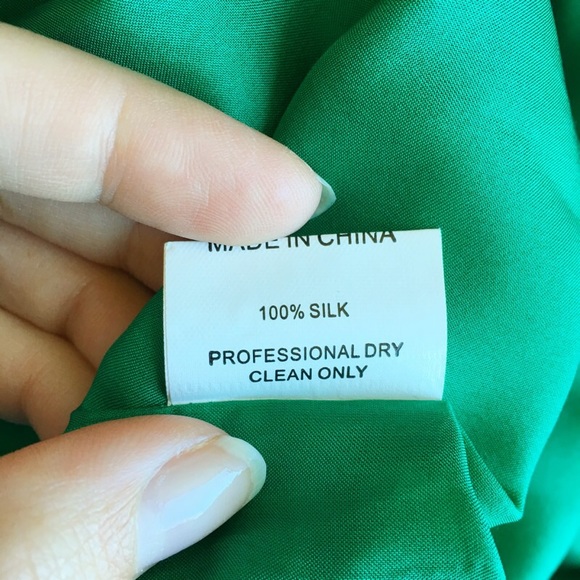 MADE IN CHINA
100% SILK
PROFESSIONAL DRY
CLEAN ONLY